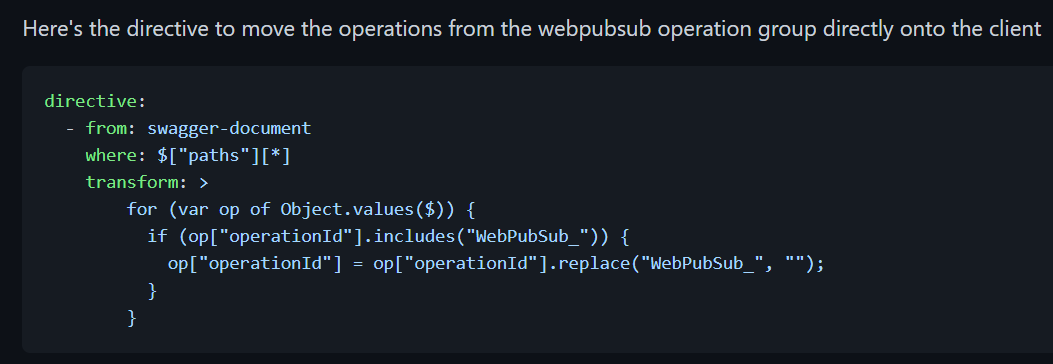 Here's the directive to move the operations from the webpubsub operation group directly onto the client
directive:
  - from: swagger-document
    where: $["paths"][*]
    transform: >
        for (var op of Object.values($)) {
          if (op["operationId"].includes("WebPubSub_")) {
            op["operationId"] = op["operationId"].replace("WebPubSub_", "");
          }
        }